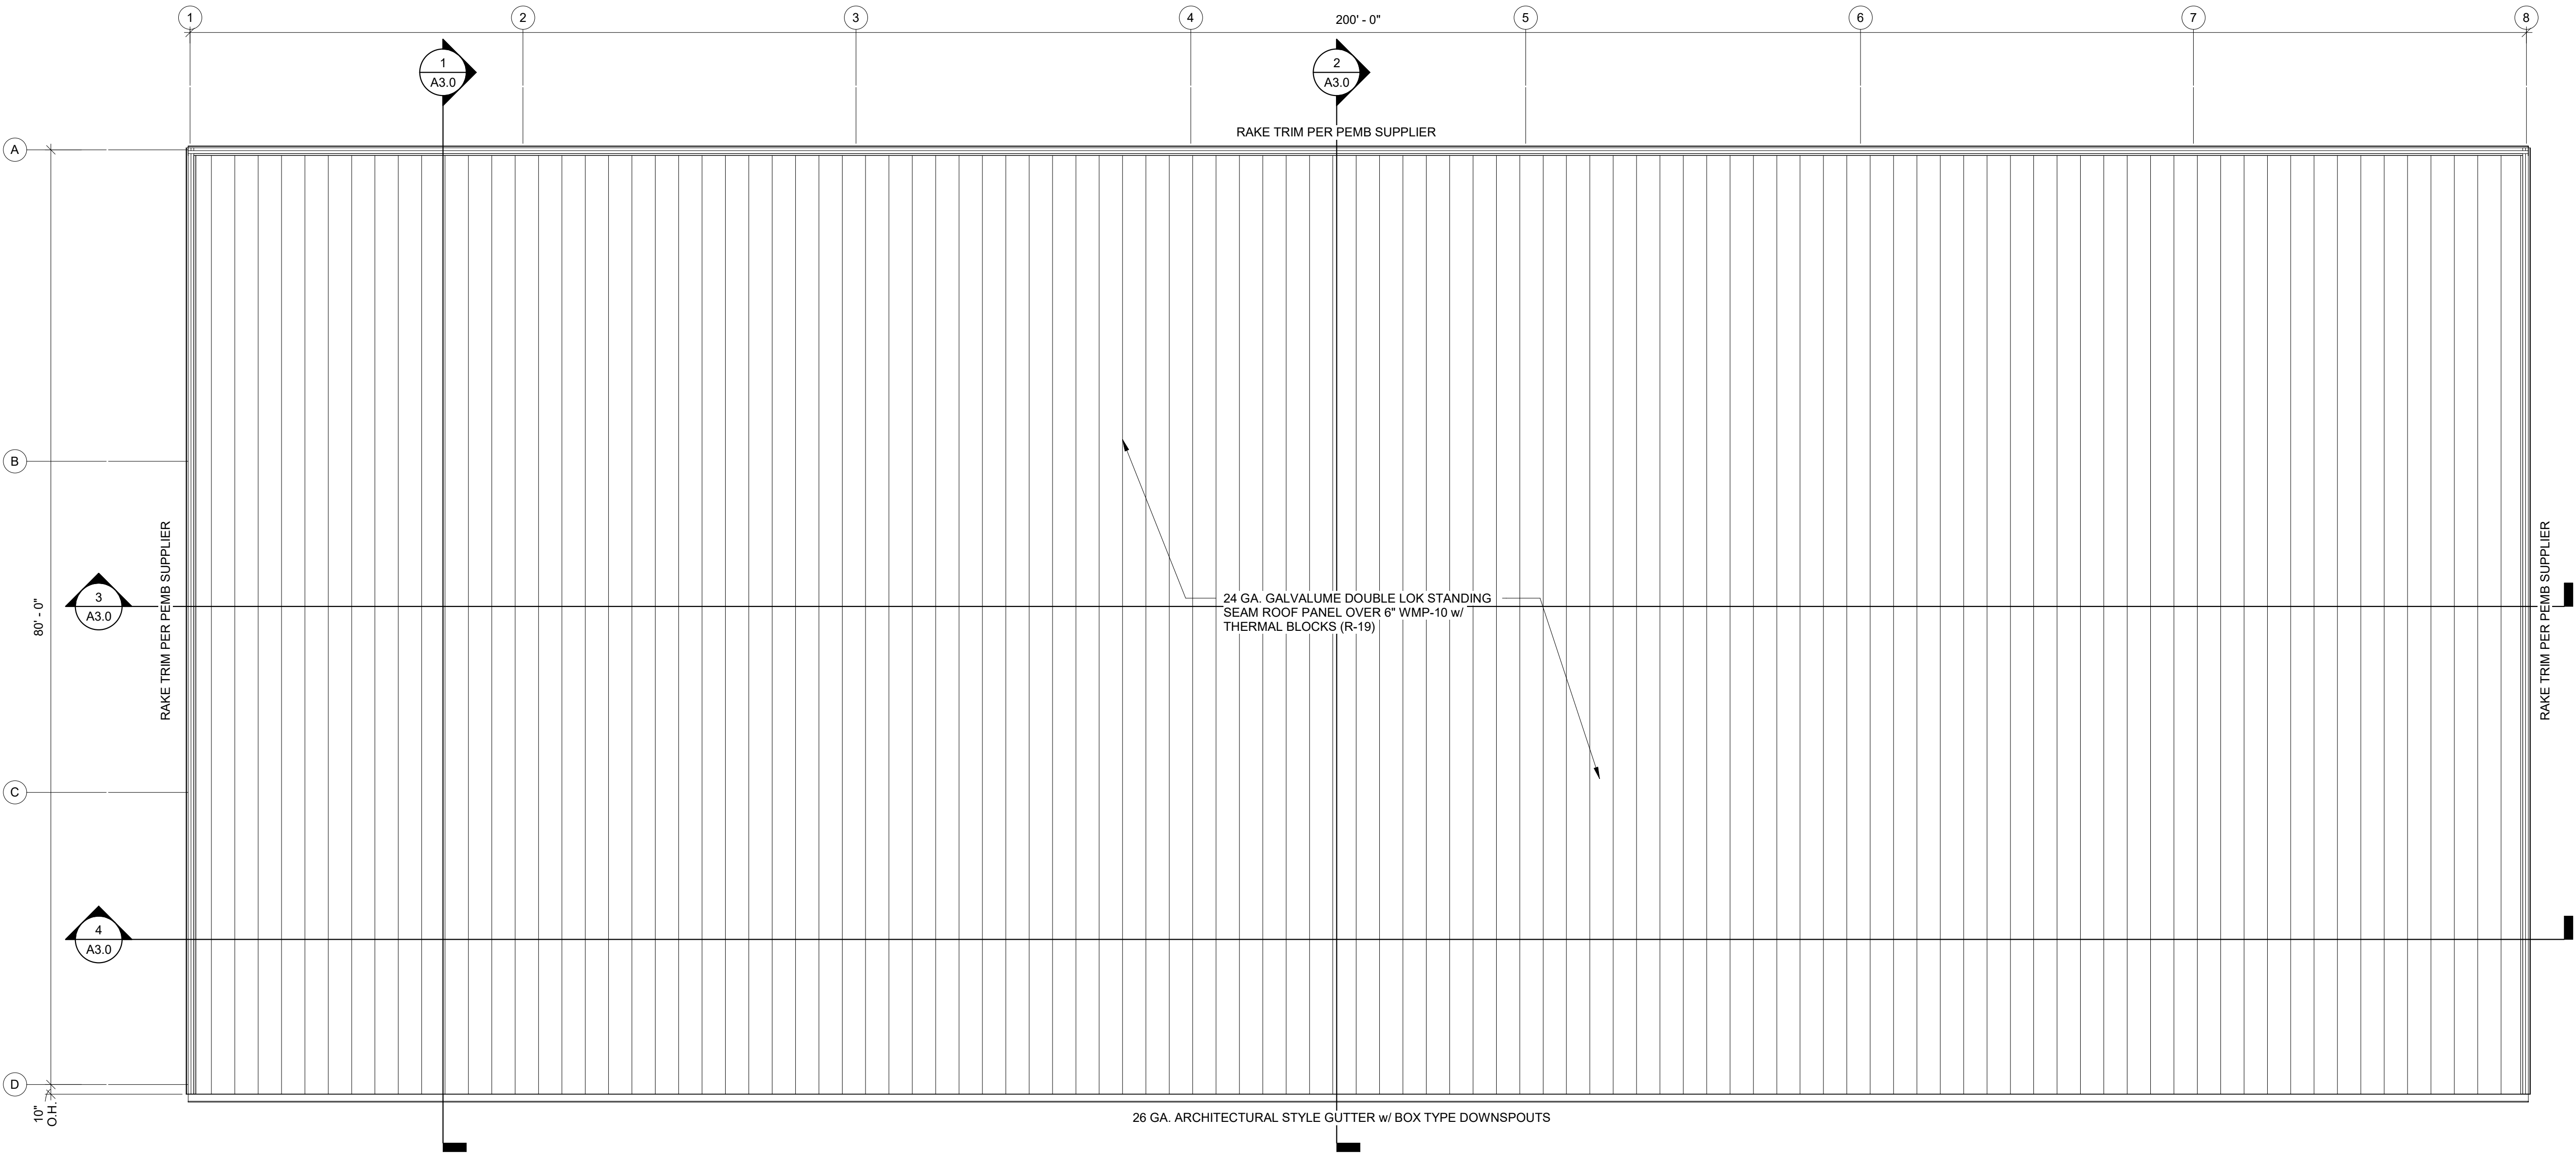 1
2
3
4
200' - 0"
5
6
7
8
1
A3.0
2
A3.0
RAKE TRIM PER PEMB SUPPLIER
A
B
C
D
RAKE TRIM PER PEMB SUPPLIER
80' - 0"
3
A3.0
24 GA. GALVALUME DOUBLE LOK STANDING
SEAM ROOF PANEL OVER 6" WMP-10 w/
THERMAL BLOCKS (R-19)
RAKE TRIM PER PEMB SUPPLIER
4
A3.0
10"
O.H.
26 GA. ARCHITECTURAL STYLE GUTTER w/ BOX TYPE DOWNSPOUTS